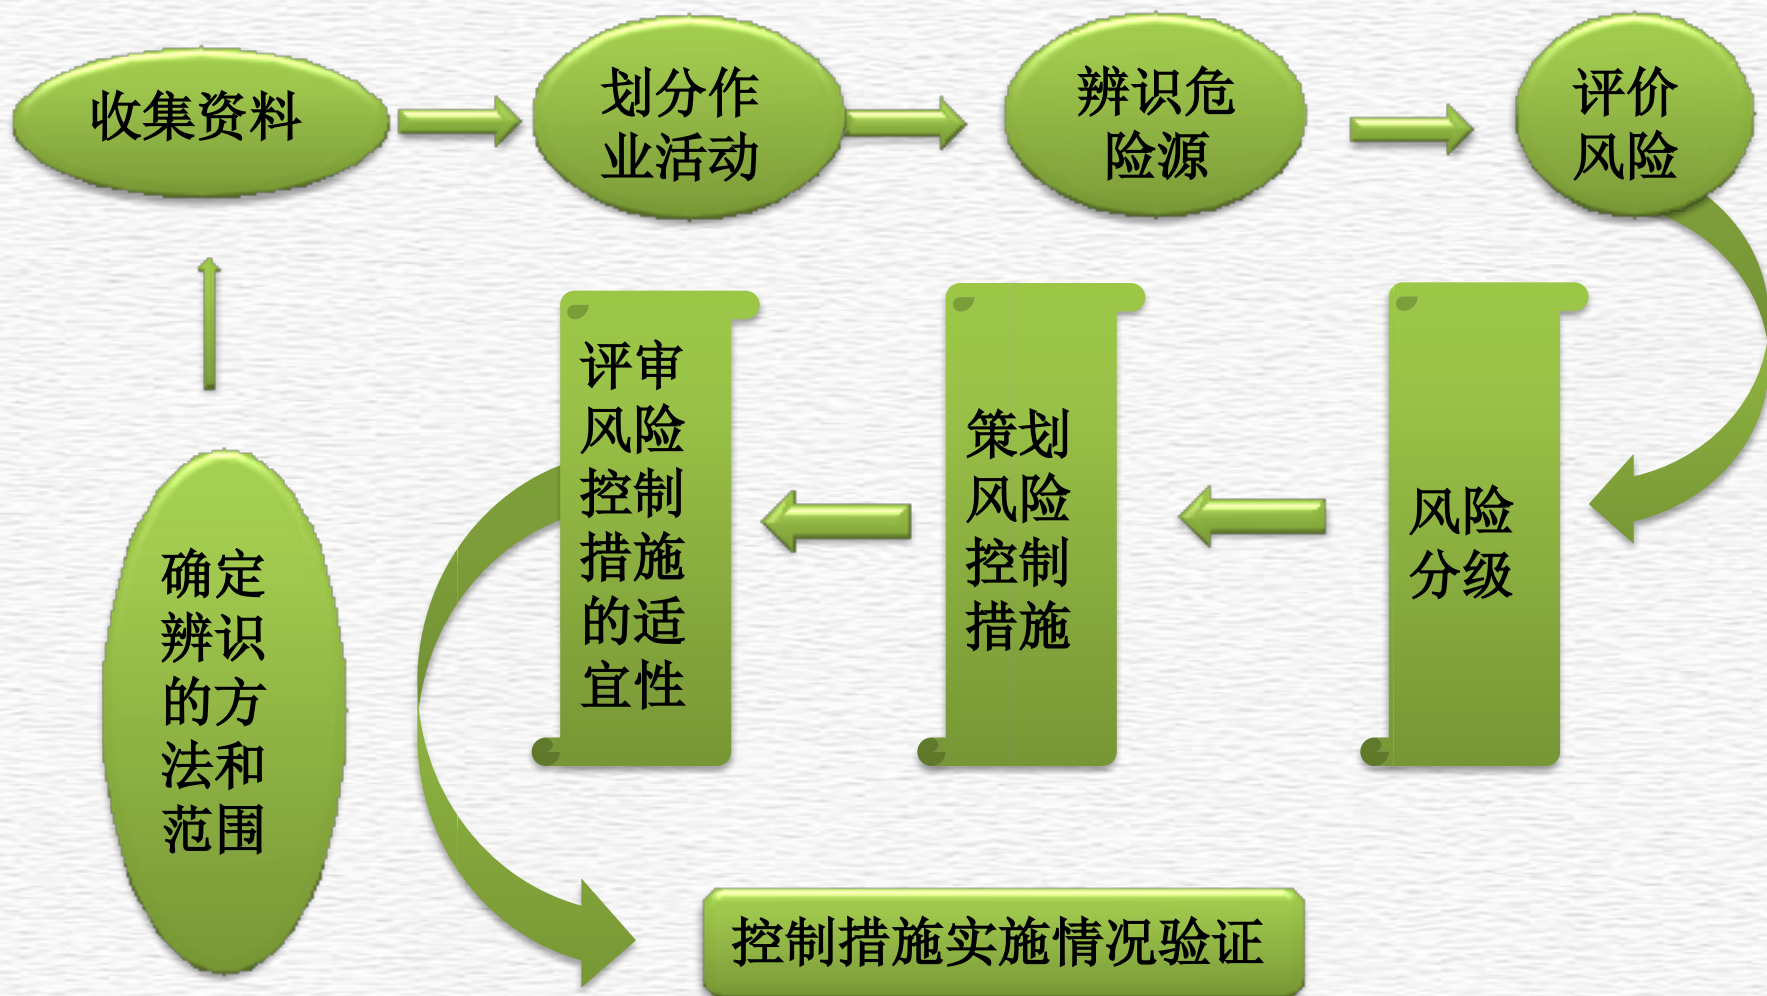 收集资料
划分作
业活动
辨识危
险源
评价
风险
评审
风险
控制
措施
的适
宜性
策划
风险
控制
措施
风险
分级
确定
辨识
的方
法和
范围
控制措施实施情况验证